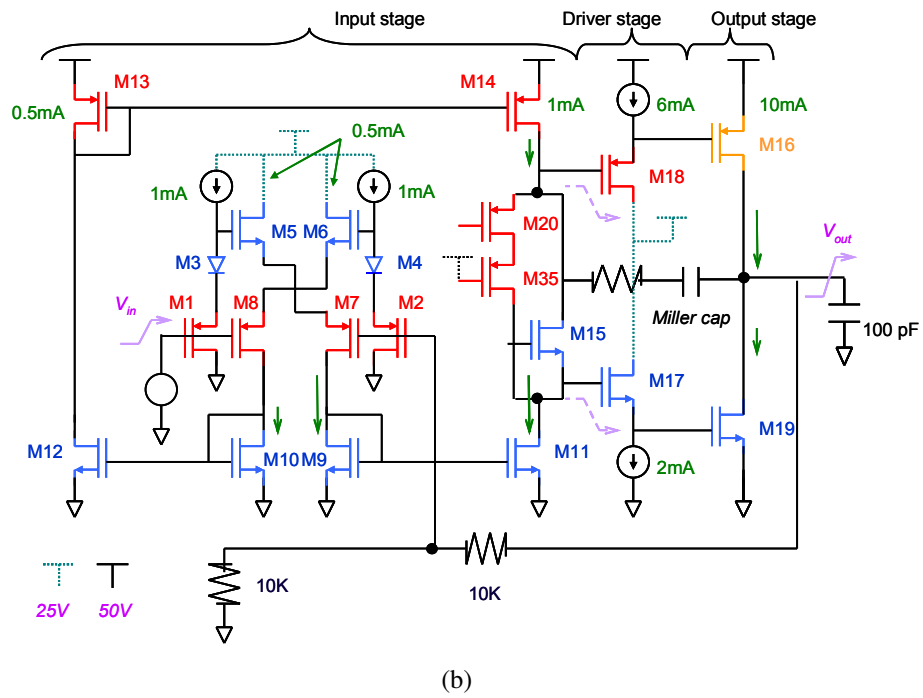 Input stage
Driver stage
Output stage
M13
M14
0.5mA
1mA
6mA
10mA
0.5mA
M16
M18
1mA
1mA
M5
M6
M20
M3
M4
M35
V_out
V_in
M1
M8
M7
M2
Miller cap
100 pF
M15
M17
M12
M10
M9
M11
M19
2mA
10K
10K
25V
50V
(b)